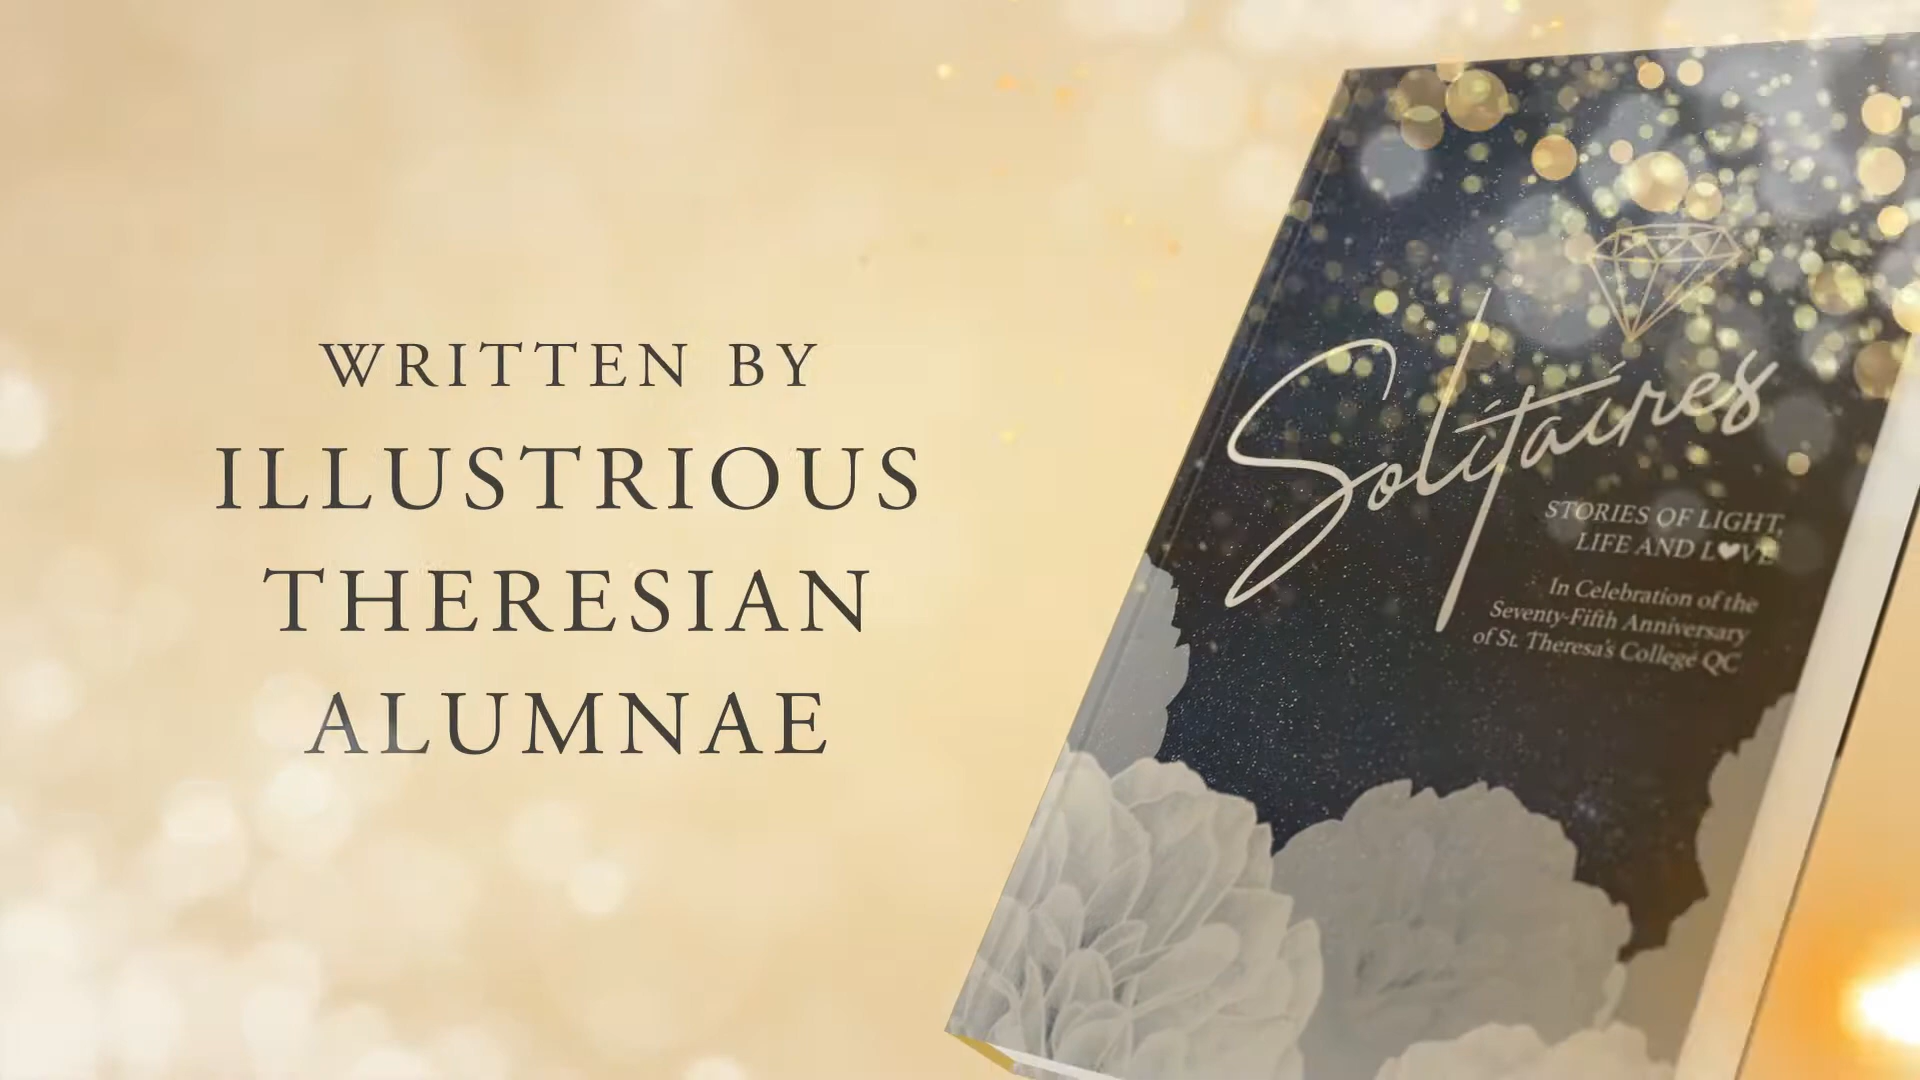 WRITTEN BY
ILLUSTRIOUS
THERESIAN
ALUMNAE
Solitaires
STORIES OF LIGHT,
LIFE AND L♥VE
In Celebration of the
Seventy-Fifth Anniversary
of St. Theresa's College QC